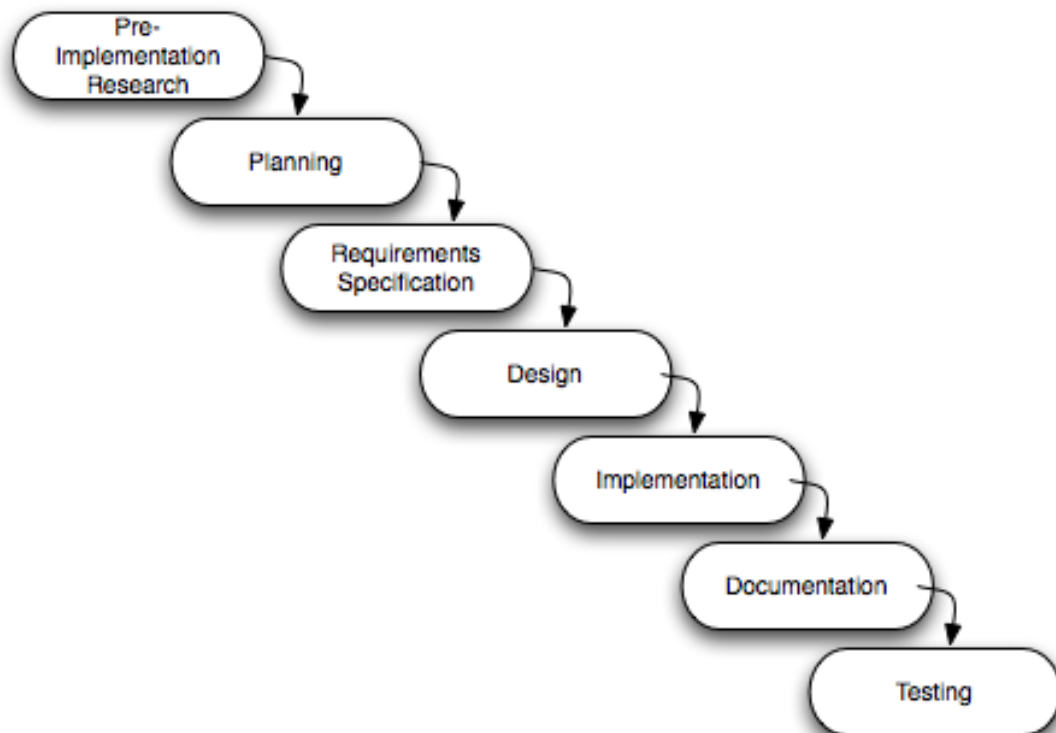 Pre-
Implementation
Research
Planning
Requirements
Specification
Design
Implementation
Documentation
Testing